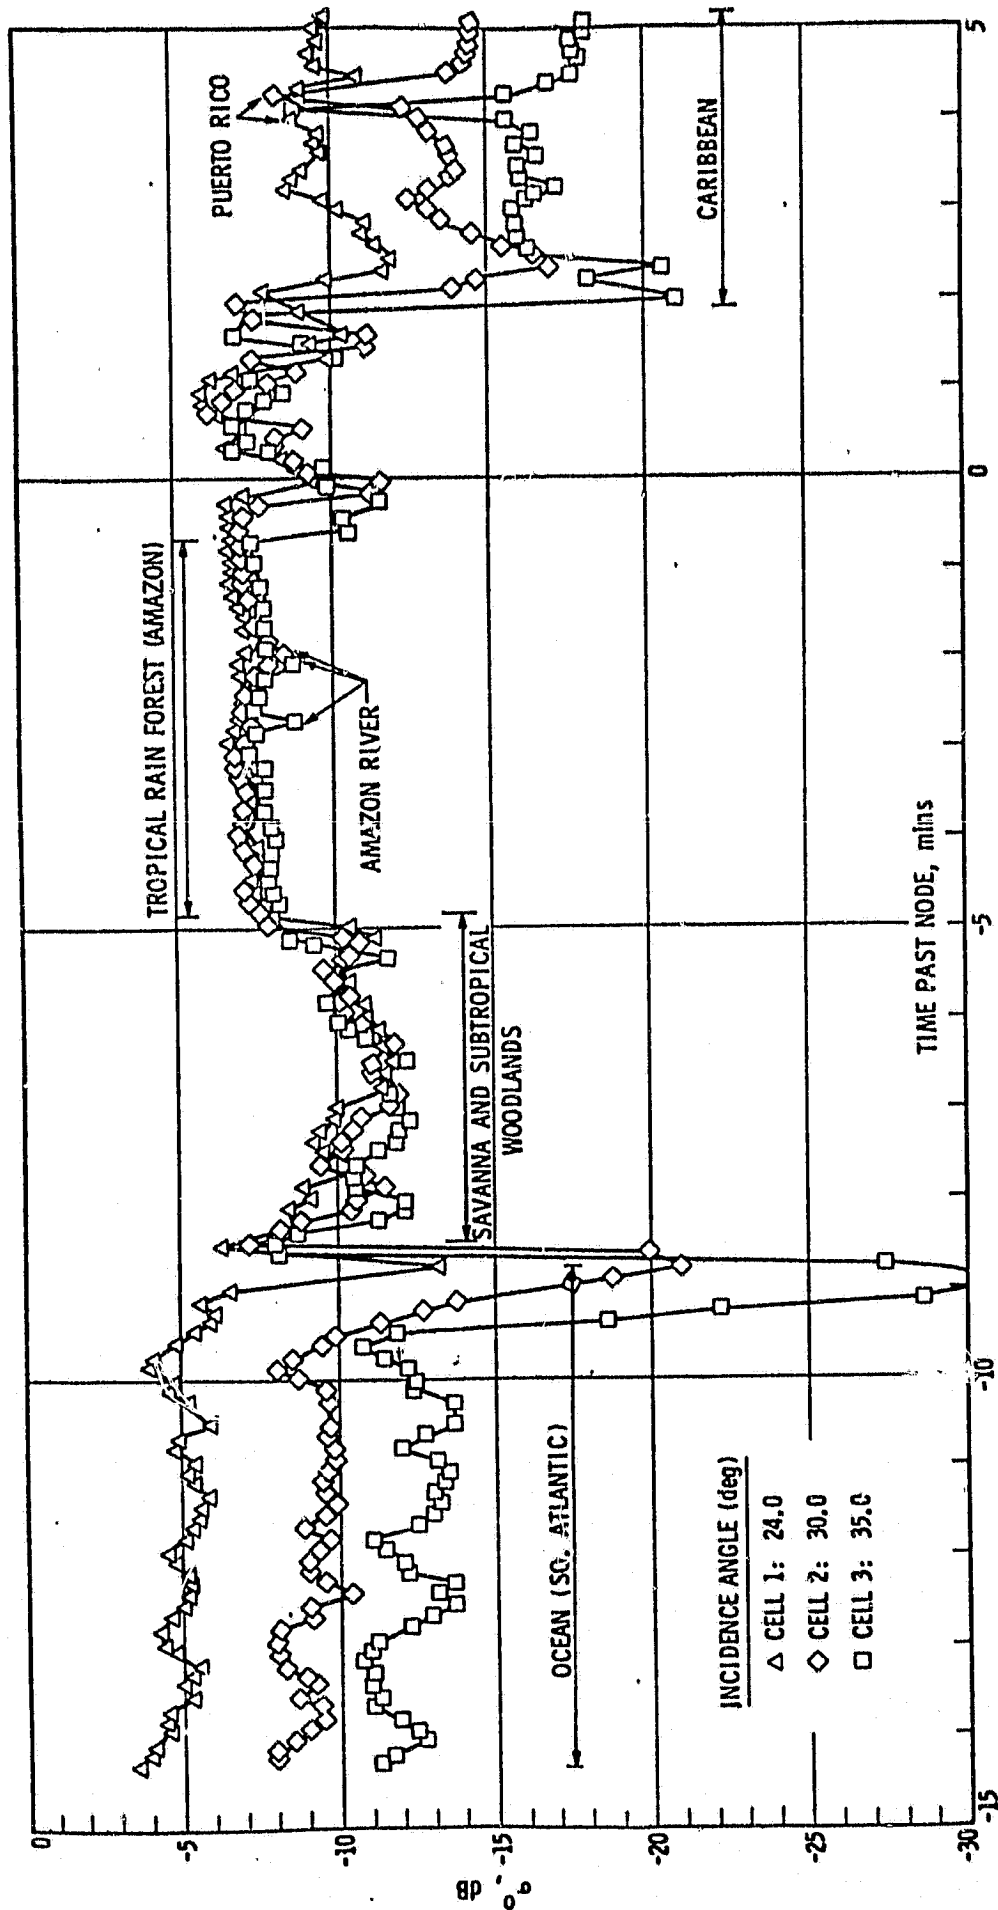 0
-5
-10
-15
-20
-25
-30
σ°, dB
-15
-10
-5
0
5
TIME PAST NODE, mins
OCEAN (SO. ATLANTIC)
SAVANNA AND SUBTROPICAL
WOODLANDS
TROPICAL RAIN FOREST (AMAZON)
AMAZON RIVER
PUERTO RICO
CARIBBEAN
INCIDENCE ANGLE (deg)
△ CELL 1: 24.0
◇ CELL 2: 30.0
□ CELL 3: 35.0